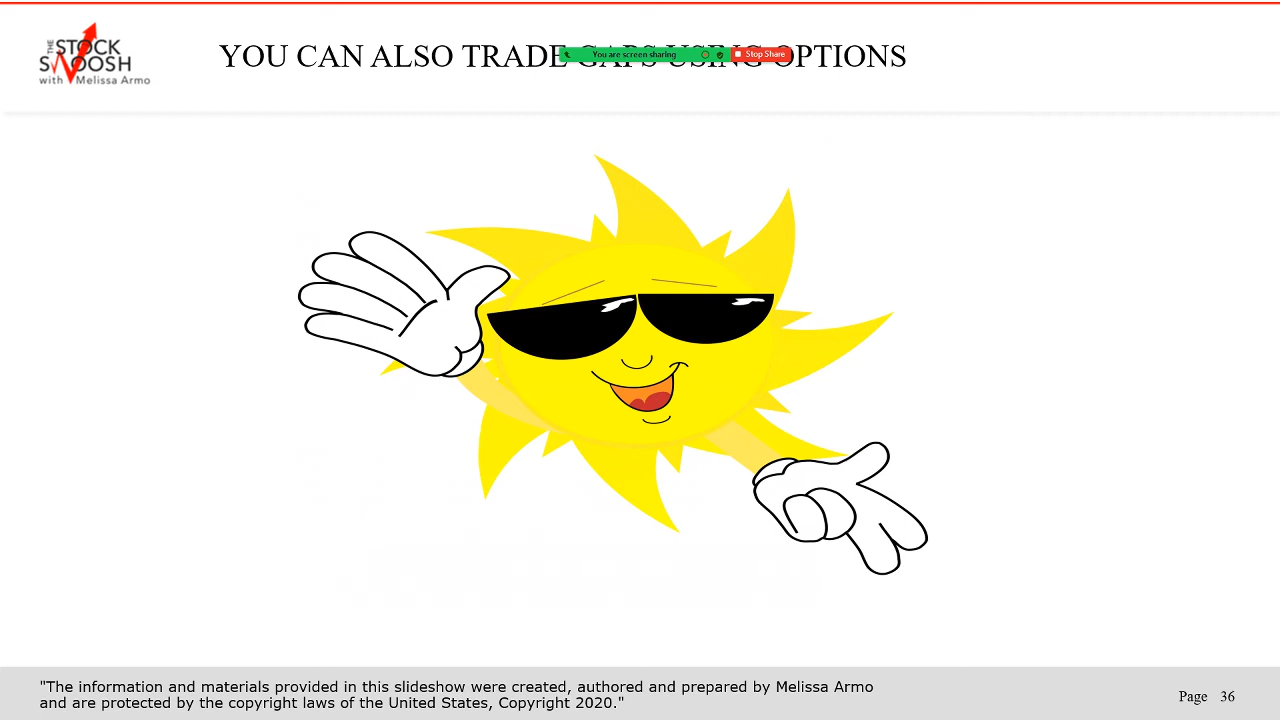 THE STOCK
SWOOSH
with Melissa Armo
YOU CAN ALSO TRADE GAPS USING OPTIONS
You are screen sharing
Stop Share
"The information and materials provided in this slideshow were created, authored and prepared by Melissa Armo
and are protected by the copyright laws of the United States, Copyright 2020."
Page 36